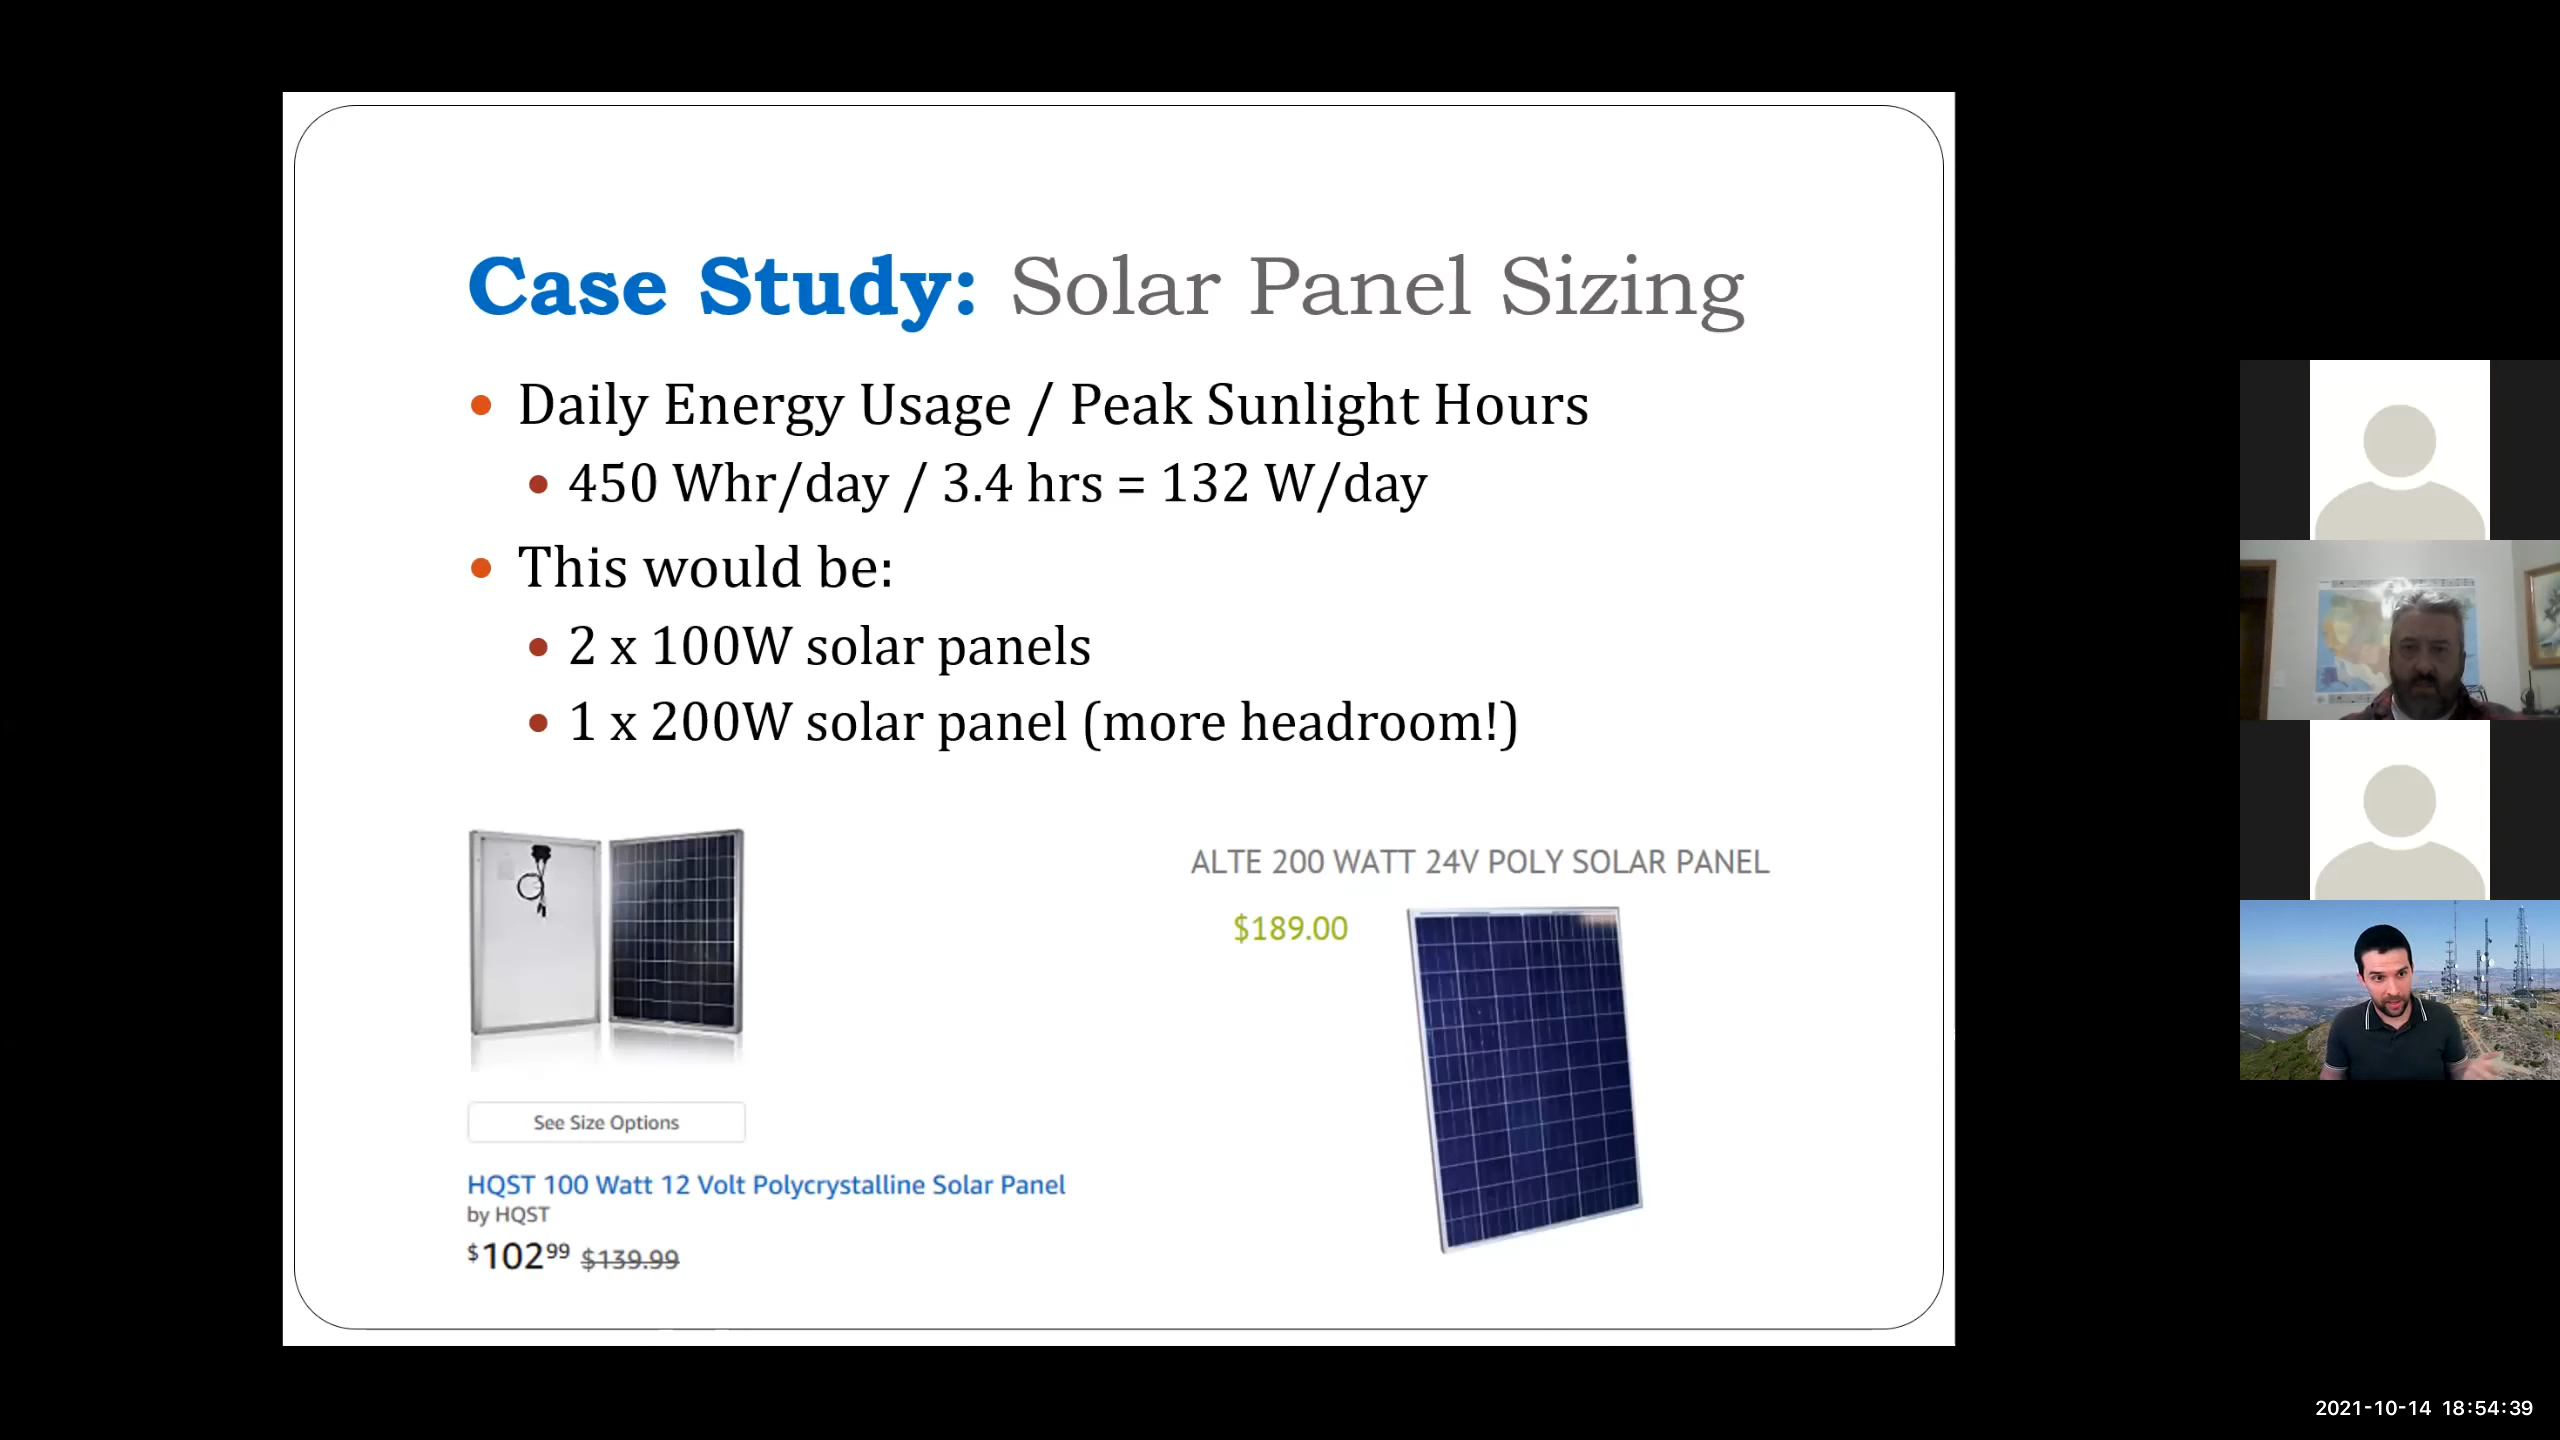 Case Study: Solar Panel Sizing
Daily Energy Usage / Peak Sunlight Hours
450 Whr/day / 3.4 hrs = 132 W/day
This would be:
2 x 100W solar panels
1 x 200W solar panel (more headroom!)
ALTE 200 WATT 24V POLY SOLAR PANEL
$189.00
See Size Options
HQST 100 Watt 12 Volt Polycrystalline Solar Panel
by HQST
$102.99 $139.99
2021-10-14 18:54:39